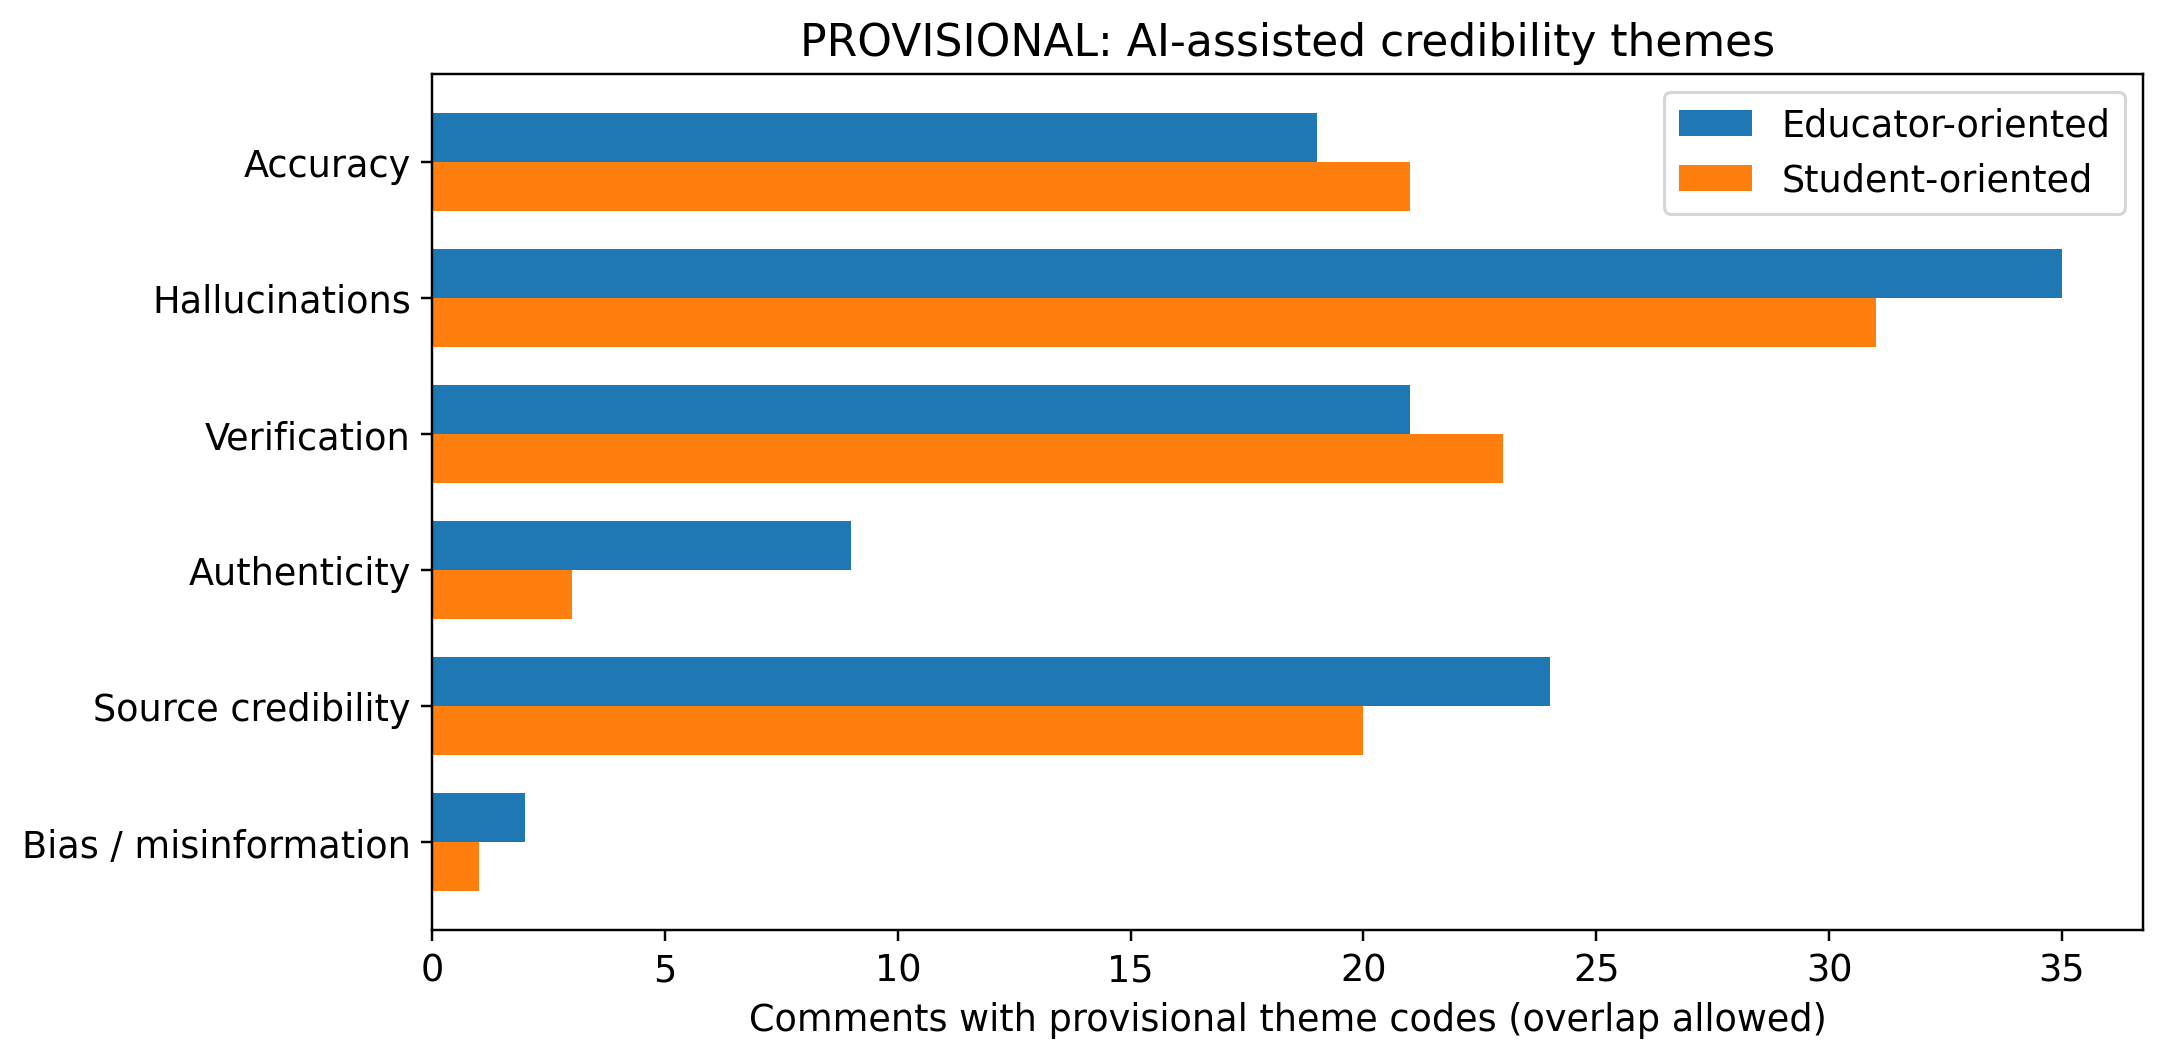 PROVISIONAL: AI-assisted credibility themes
Educator-oriented
Student-oriented
Accuracy
Hallucinations
Verification
Authenticity
Source credibility
Bias / misinformation
0 5 10 15 20 25 30 35
Comments with provisional theme codes (overlap allowed)